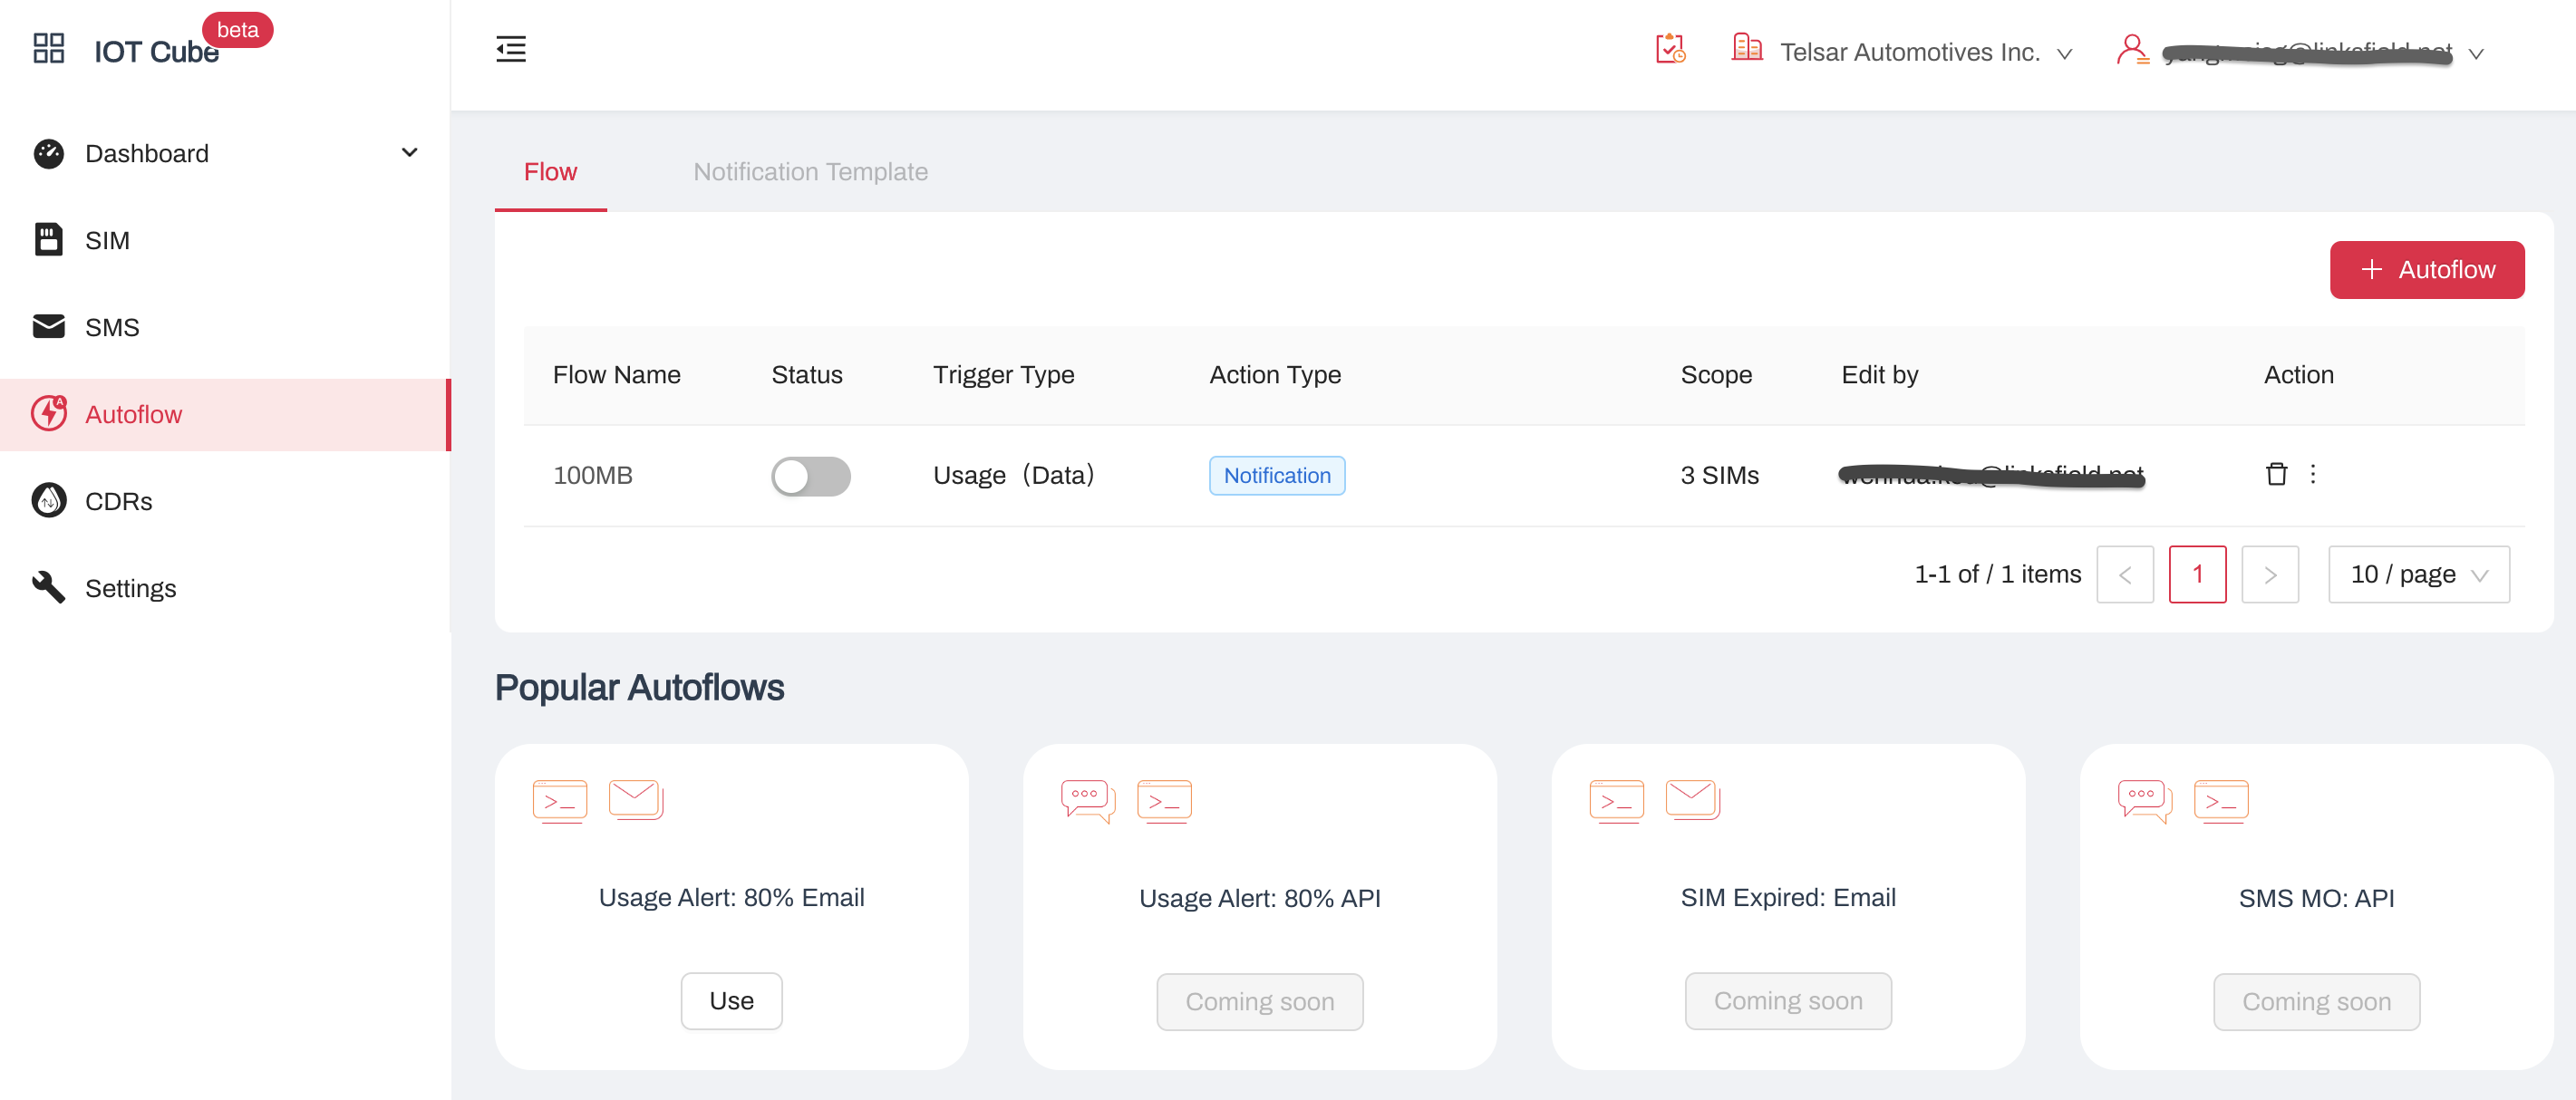 IOT Cube
beta
Telsar Automotives Inc.
Dashboard
SIM
SMS
Autoflow
CDRs
Settings
Flow
Notification Template
+ Autoflow
Flow Name Status Trigger Type Action Type Scope Edit by Action
100MB Usage（Data） Notification 3 SIMs
1-1 of / 1 items < 1 > 10 / page
Popular Autoflows
Usage Alert: 80% Email
Use
Usage Alert: 80% API
Coming soon
SIM Expired: Email
Coming soon
SMS MO: API
Coming soon